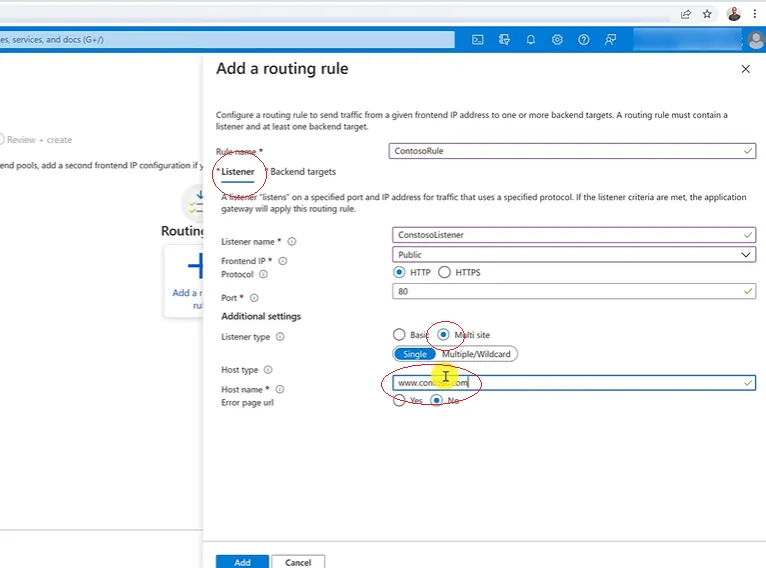 es, services, and docs (G+/)
Add a routing rule
Review + create
Configure a routing rule to send traffic from a given frontend IP address to one or more backend targets. A routing rule must contain a
listener and at least one backend target.
end pools, add a second frontend IP configuration if y
Rule name *
ContosoRule
* Listener
* Backend targets
A listener "listens" on a specified port and IP address for traffic that uses a specified protocol. If the listener criteria are met, the application
gateway will apply this routing rule.
Routing
Listener name *
ConstosoListener
Frontend IP *
Public
Protocol
HTTP HTTPS
Add a r
rul
Port *
80
Additional settings
Listener type
Basic Multi site
Single Multiple/Wildcard
Host type
Host name *
www.contoso.com
Error page url
Yes No
Add Cancel